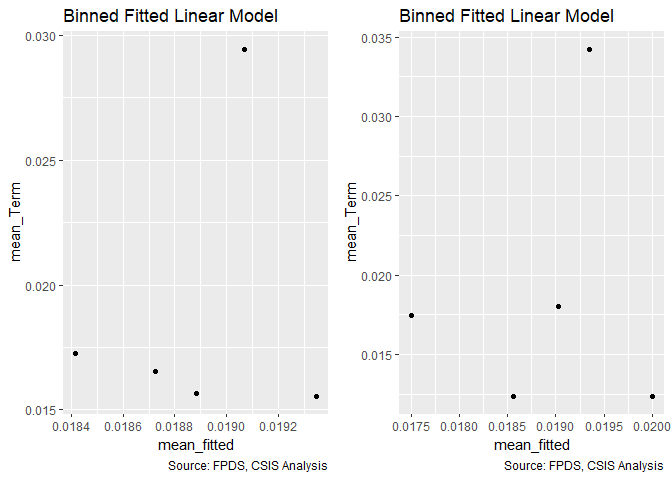 Binned Fitted Linear Model
0.030
0.025
0.020
0.015
mean_Term
0.0184 0.0186 0.0188 0.0190 0.0192
mean_fitted
Source: FPDS, CSIS Analysis
Binned Fitted Linear Model
0.035
0.030
0.025
0.020
0.015
mean_Term
0.0175 0.0180 0.0185 0.0190 0.0195 0.0200
mean_fitted
Source: FPDS, CSIS Analysis